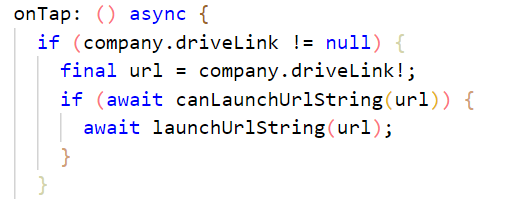 onTap: () async {
  if (company.driveLink != null) {
    final url = company.driveLink!;
    if (await canLaunchUrlString(url)) {
      await launchUrlString(url);
    }
  }